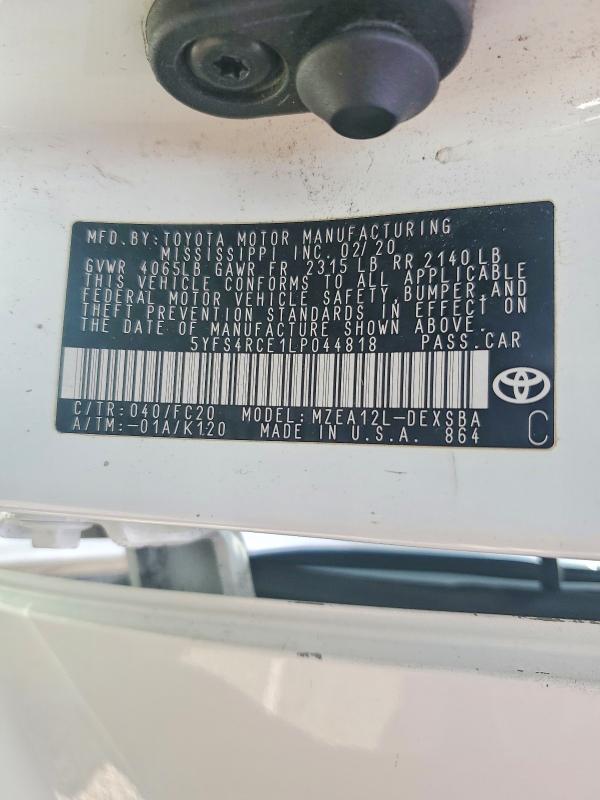 MFD. BY: TOYOTA MOTOR MANUFACTURING
MISSISSIPPI INC. 02/20
GVWR 4065LB GAWR FR 2315 LB RR 2140 LB
THIS VEHICLE CONFORMS TO ALL APPLICABLE
FEDERAL MOTOR VEHICLE SAFETY, BUMPER, AND
THEFT PREVENTION STANDARDS IN EFFECT ON
THE DATE OF MANUFACTURE SHOWN ABOVE.
5YFS4RCE1LP044818 PASS. CAR
C/TR: 040/FC20 MODEL: MZEA12L-DEXSBA
A/TM: -01A/K120 MADE IN U.S.A. 864 C